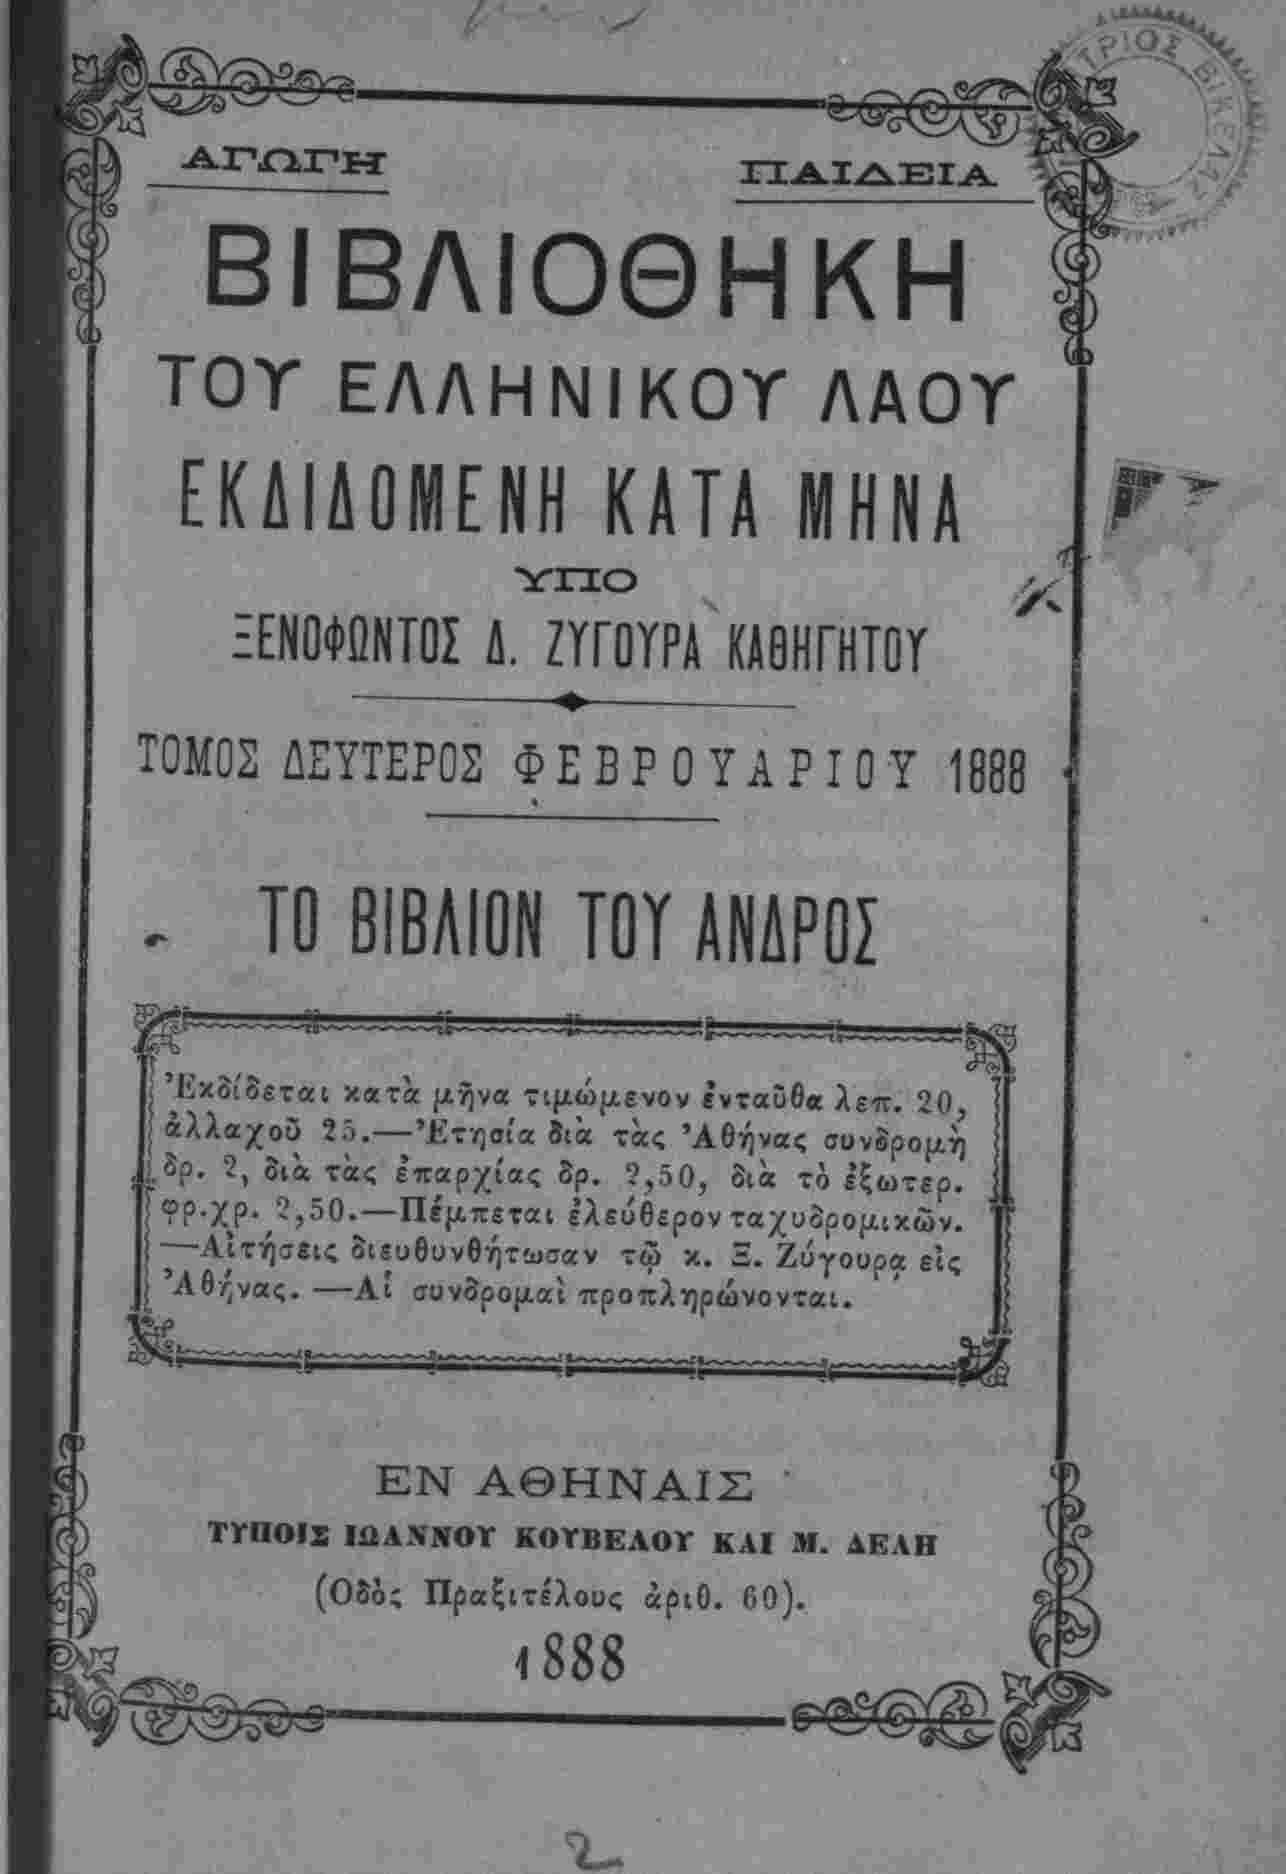 ΑΓΩΓΗ ΠΑΙΔΕΙΑ
ΒΙΒΛΙΟΘΗΚΗ
ΤΟΥ ΕΛΛΗΝΙΚΟΥ ΛΑΟΥ
ΕΚΔΙΔΟΜΕΝΗ ΚΑΤΑ ΜΗΝΑ
ΥΠΟ
ΞΕΝΟΦΩΝΤΟΣ Δ. ΖΥΓΟΥΡΑ ΚΑΘΗΓΗΤΟΥ
ΤΟΜΟΣ ΔΕΥΤΕΡΟΣ ΦΕΒΡΟΥΑΡΙΟΥ 1888
ΤΟ ΒΙΒΛΙΟΝ ΤΟΥ ΑΝΔΡΟΣ
Ἐκδίδεται κατὰ μῆνα τιμώμενον ἐνταῦθα λεπ. 20,
ἀλλαχοῦ 25.—Ἐτησία διὰ τὰς Ἀθήνας συνδρομὴ
δρ. 2, διὰ τὰς ἐπαρχίας δρ. 2,50, διὰ τὸ ἐξωτερ.
φρ.χρ. 2,50.—Πέμπεται ἐλεύθερον ταχυδρομικῶν.
—Αἰτήσεις διευθυνθήτωσαν τῷ κ. Ξ. Ζύγουρᾳ εἰς
Ἀθήνας. —Αἱ συνδρομαὶ προπληρώνονται.
ΕΝ ΑΘΗΝΑΙΣ
ΤΥΠΟΙΣ ΙΩΑΝΝΟΥ ΚΟΥΒΕΛΟΥ ΚΑΙ Μ. ΔΕΛΗ
(Οδὸς Πραξιτέλους ἀριθ. 60).
1888
2
ΒΙΚΕΛΑΣ